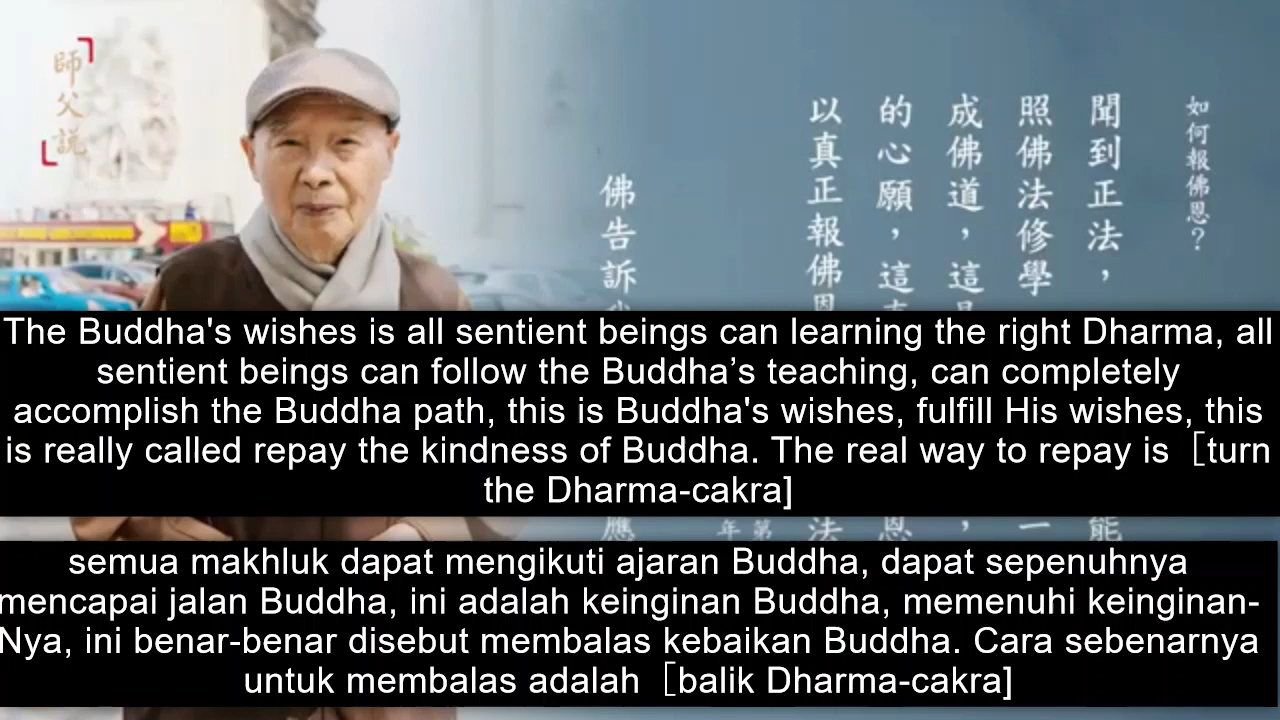 師父說
如何報佛恩？
聞到正法，能
照佛法修學
成佛道，
的心願，這
以真正報佛恩
佛告訴
The Buddha's wishes is all sentient beings can learning the right Dharma, all
sentient beings can follow the Buddha’s teaching, can completely
accomplish the Buddha path, this is Buddha's wishes, fulfill His wishes, this
is really called repay the kindness of Buddha. The real way to repay is［turn
the Dharma-cakra]
semua makhluk dapat mengikuti ajaran Buddha, dapat sepenuhnya
mencapai jalan Buddha, ini adalah keinginan Buddha, memenuhi keinginan-
Nya, ini benar-benar disebut membalas kebaikan Buddha. Cara sebenarnya
untuk membalas adalah［balik Dharma-cakra]